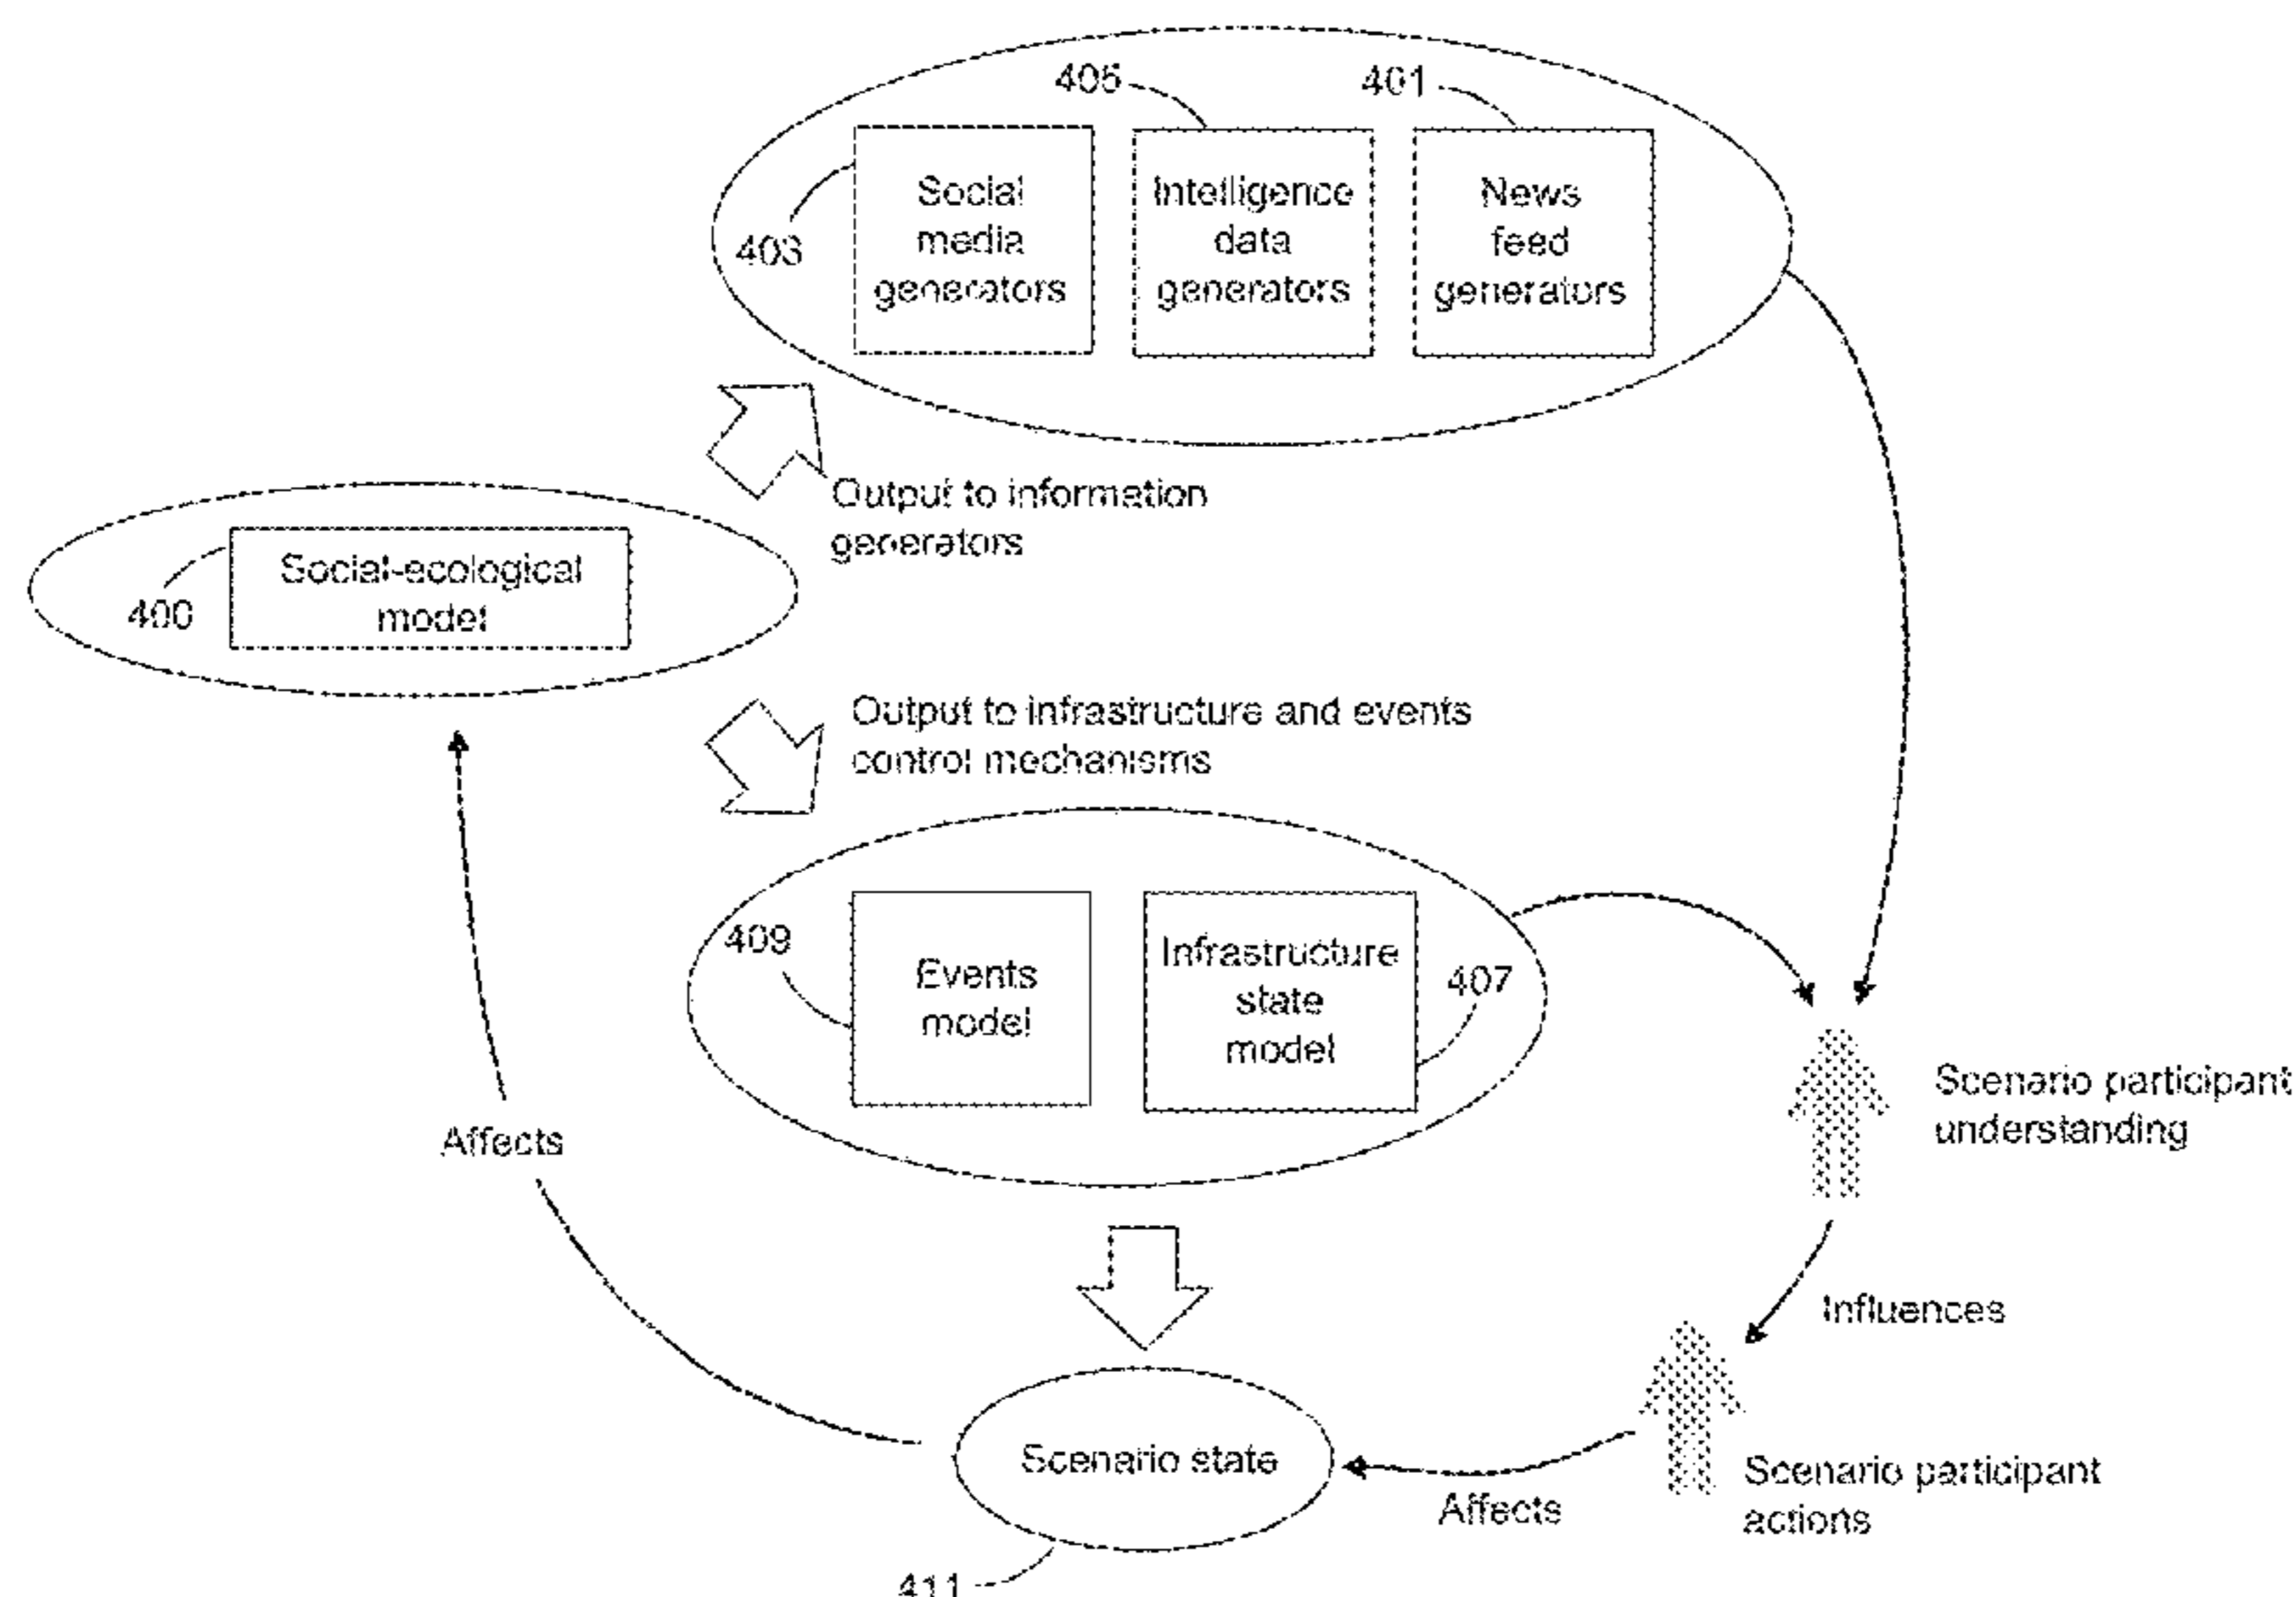 405
401
403
Social
media
generators
Intelligence
data
generators
News
feed
generators
Output to information
generators
400
Social-ecological
model
Output to infrastructure and events
control mechanisms
409
Events
model
Infrastructure
state
model
407
Scenario participant
understanding
Affects
Influences
Scenario state
Affects
Scenario participant
actions
411